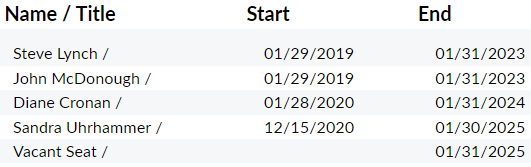 Name / Title Start End
Steve Lynch / 01/29/2019 01/31/2023
John McDonough / 01/29/2019 01/31/2023
Diane Cronan / 01/28/2020 01/31/2024
Sandra Uhrhammer / 12/15/2020 01/30/2025
Vacant Seat / 01/31/2025